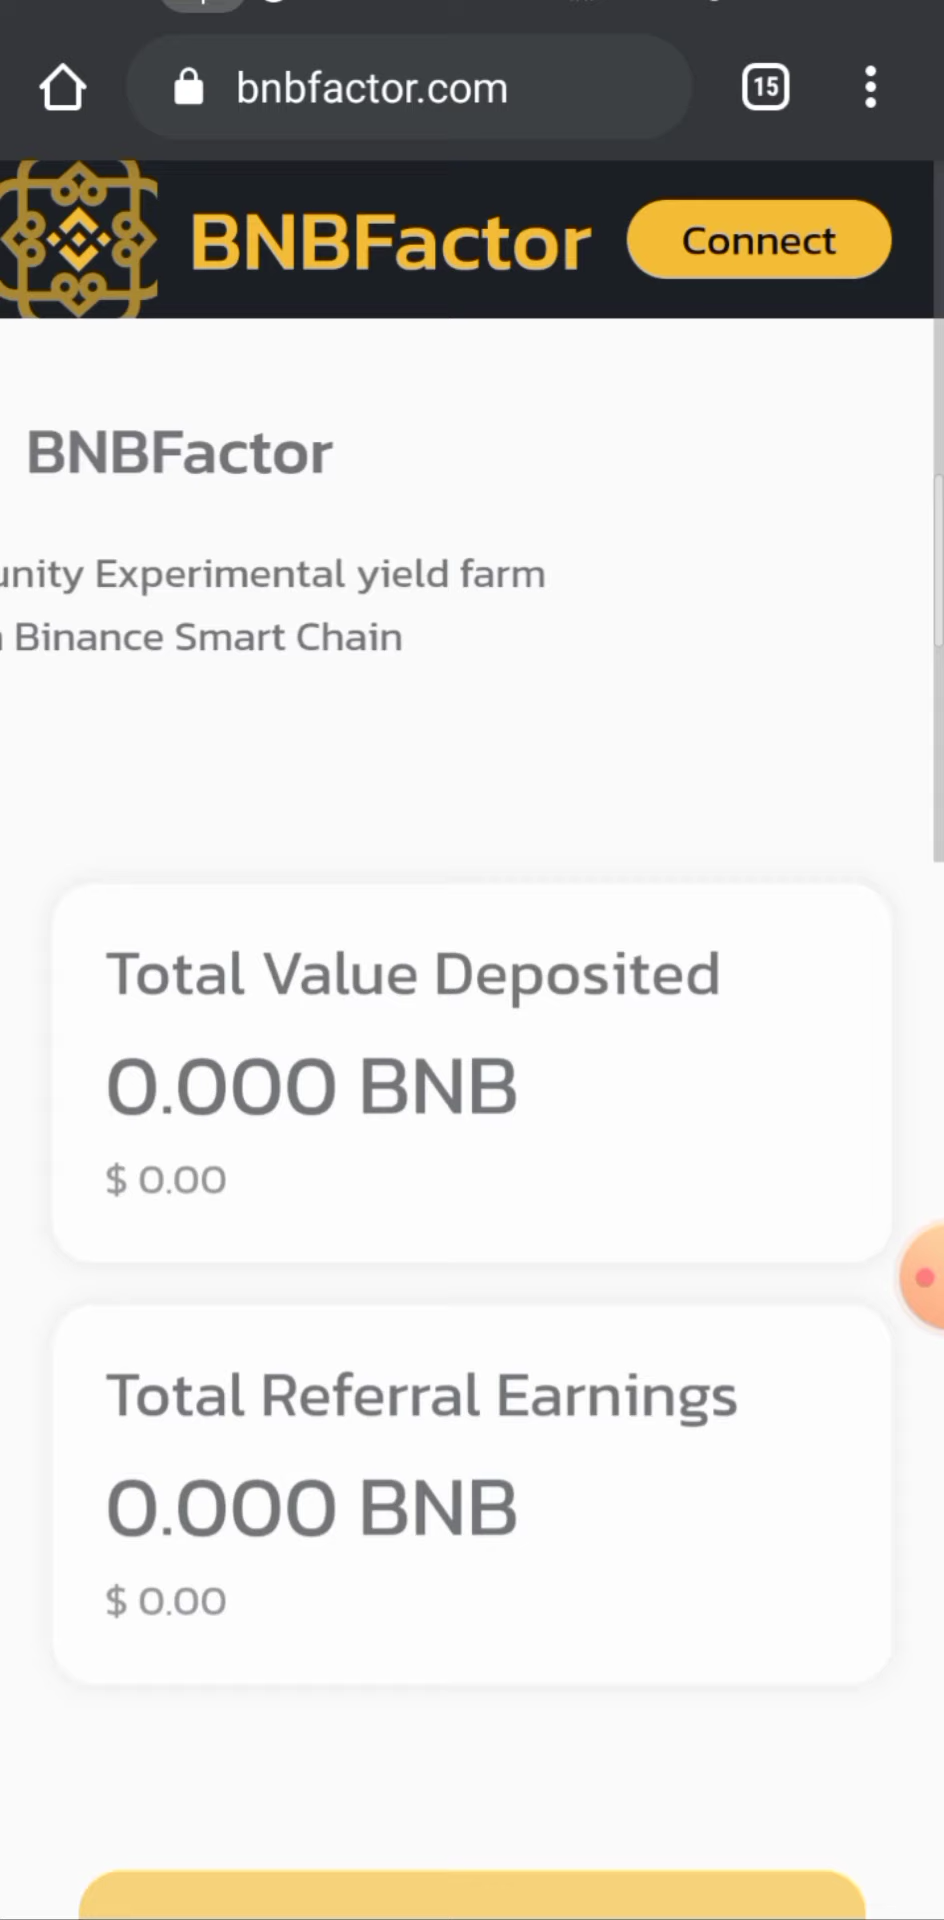 bnbfactor.com
15
BNBFactor
Connect
BNBFactor
Experimental yield farm
Binance Smart Chain
Total Value Deposited
0.000 BNB
$ 0.00
Total Referral Earnings
0.000 BNB
$ 0.00